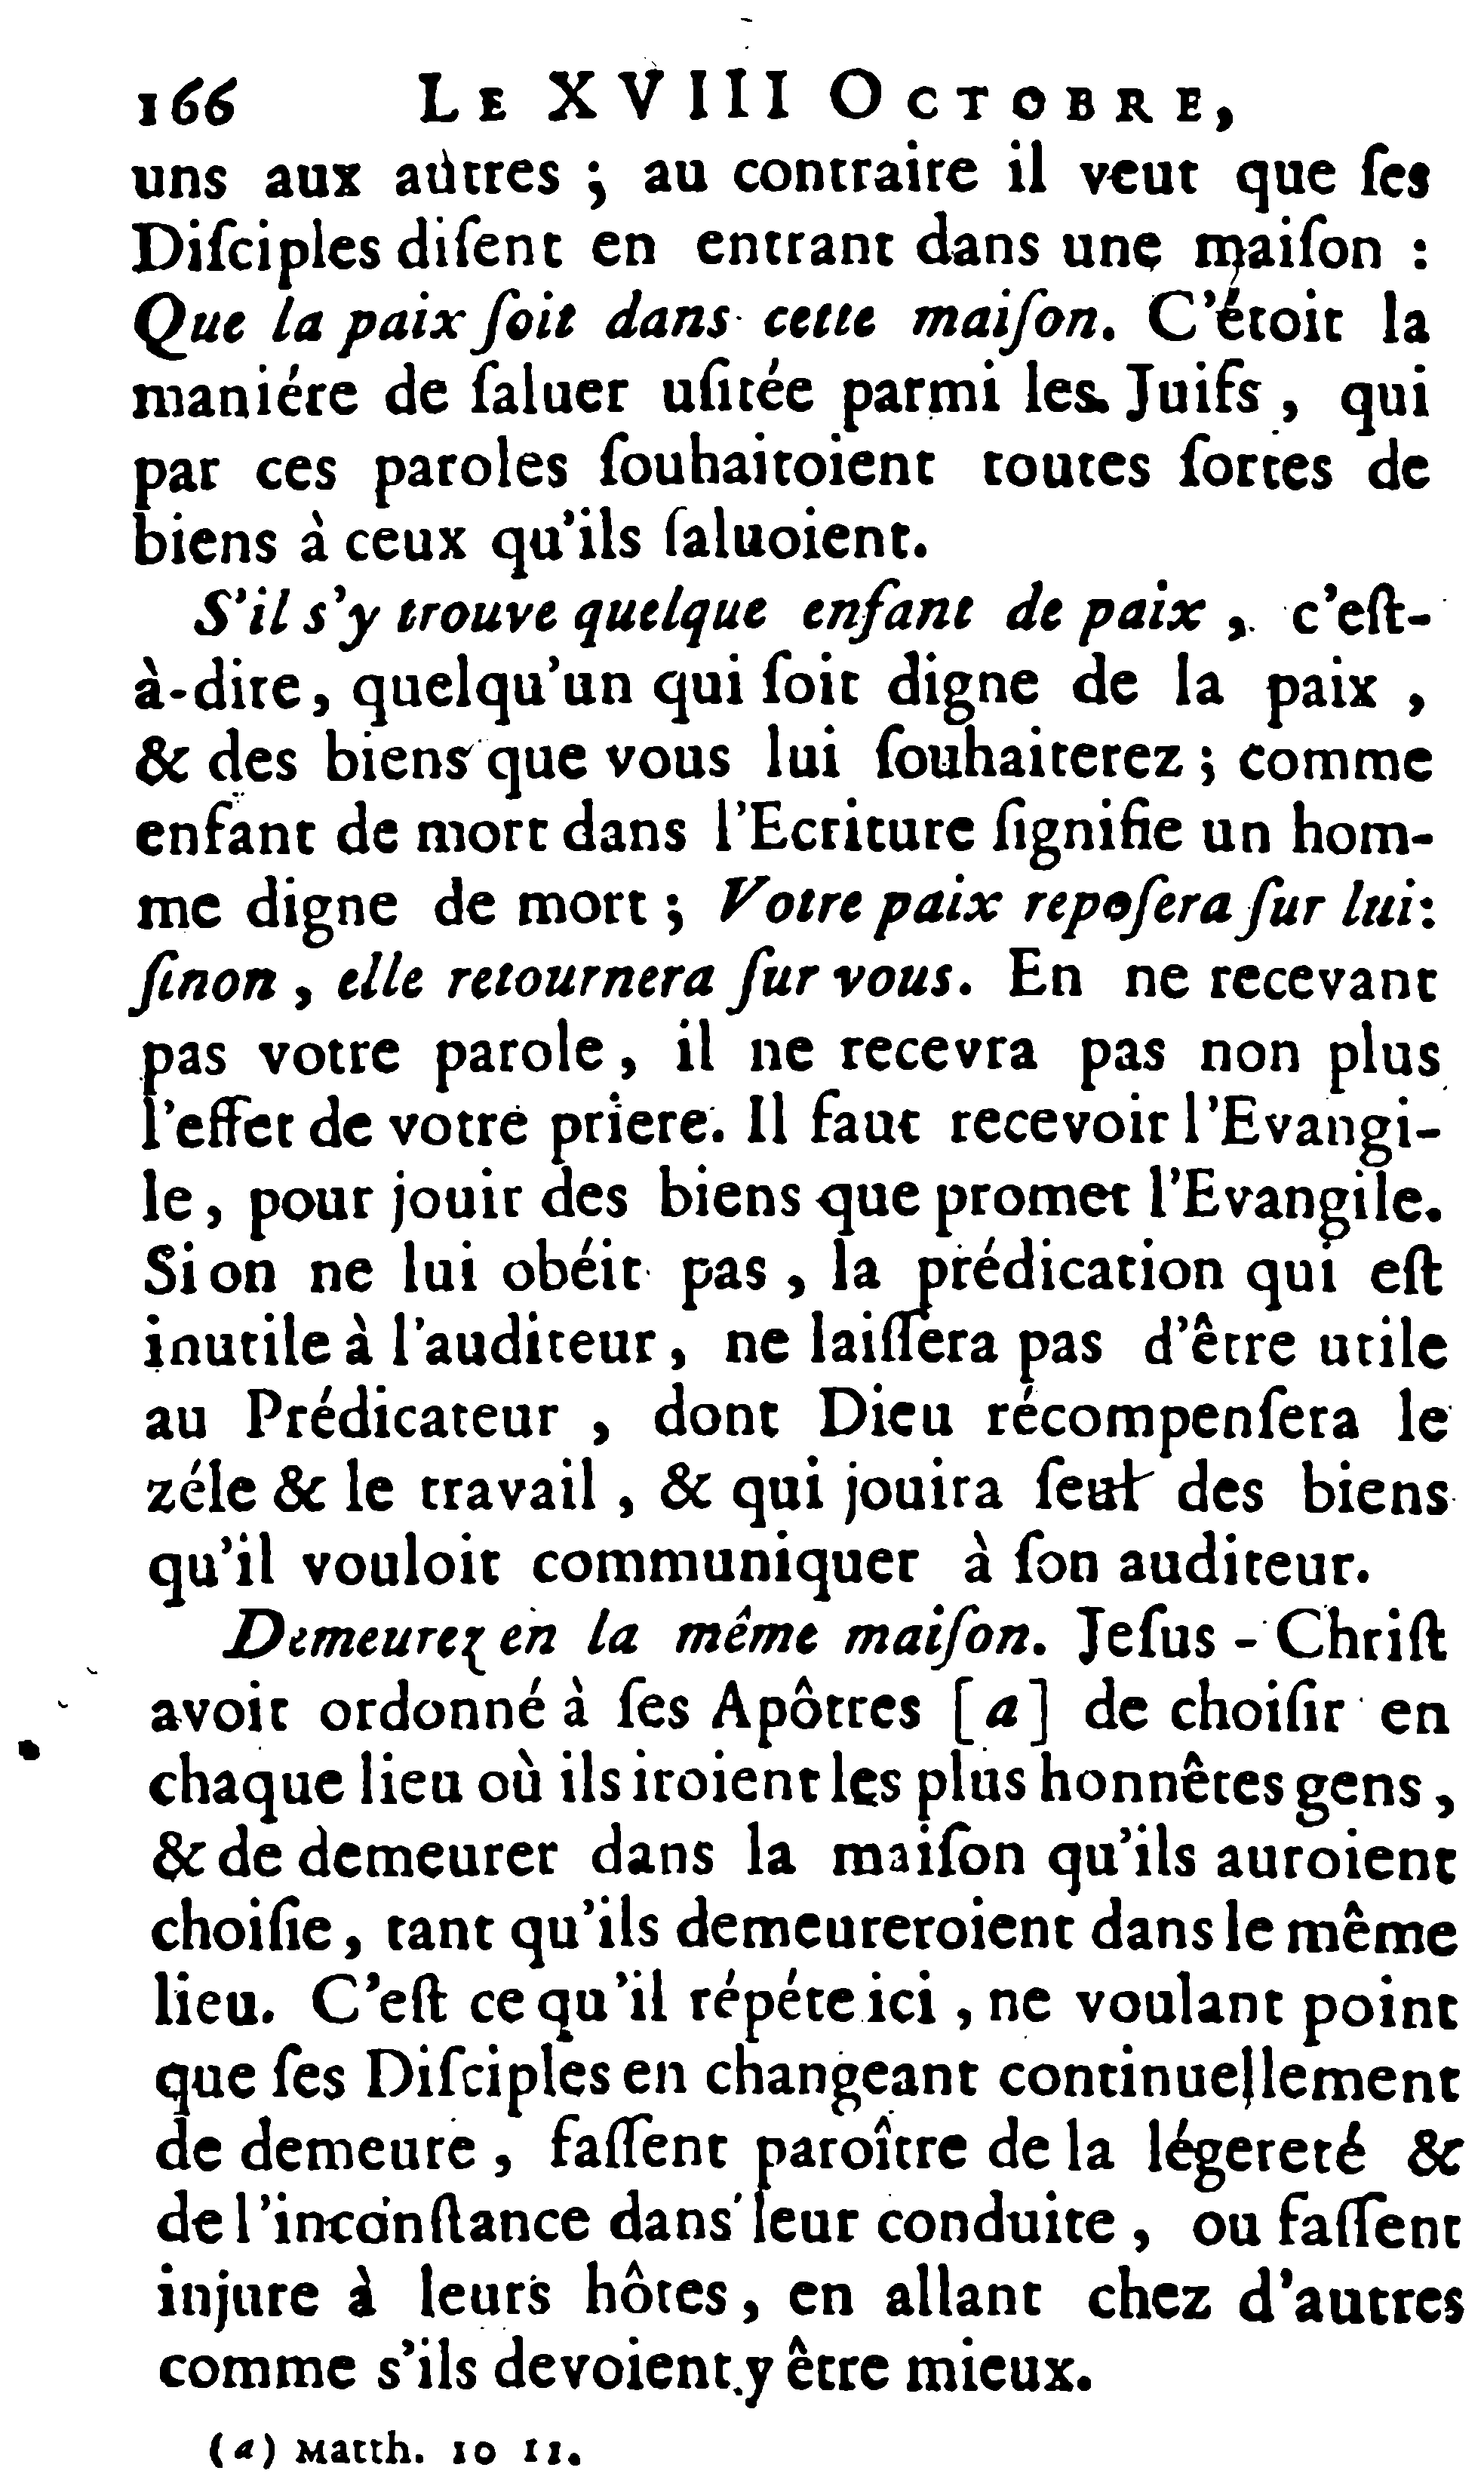 166 LE XVIII OCTOBRE,
uns aux autres ; au contraire il veut que ſes
Diſciples diſent en entrant dans une maiſon :
Que la paix ſoit dans cette maiſon. C'étoit la
maniére de ſaluer uſitée parmi les Juifs , qui
par ces paroles ſouhaitoient toutes ſortes de
biens à ceux qu'ils ſaluoient.
S'il s'y trouve quelque enfant de paix , c'eſt-
à-dire, quelqu'un qui ſoit digne de la paix ,
& des biens que vous lui ſouhaiterez ; comme
enfant de mort dans l'Ecriture ſignifie un hom-
me digne de mort ; Votre paix repoſera ſur lui :
ſinon , elle retournera ſur vous. En ne recevant
pas votre parole , il ne recevra pas non plus
l'effet de votre priere. Il faut recevoir l'Evangi-
le , pour jouir des biens que promet l'Evangile.
Si on ne lui obéit pas , la prédication qui eſt
inutile à l'auditeur , ne laiſſera pas d'être utile
au Prédicateur , dont Dieu récompenſera le
zéle & le travail , & qui jouira ſeul des biens
qu'il vouloit communiquer à ſon auditeur.
Demeurez en la même maiſon. Jeſus - Chriſt
avoit ordonné à ſes Apôtres [a] de choiſir en
chaque lieu où ils iroient les plus honnêtes gens ,
& de demeurer dans la maiſon qu'ils auroient
choiſie , tant qu'ils demeureroient dans le même
lieu. C'eſt ce qu'il répéte ici , ne voulant point
que ſes Diſciples en changeant continuellement
de demeure , faſſent paroître de la légereté &
de l'inconſtance dans leur conduite , ou faſſent
injure à leurs hôtes , en allant chez d'autres
comme s'ils devoient y être mieux.
(a) Matth. 10 11.